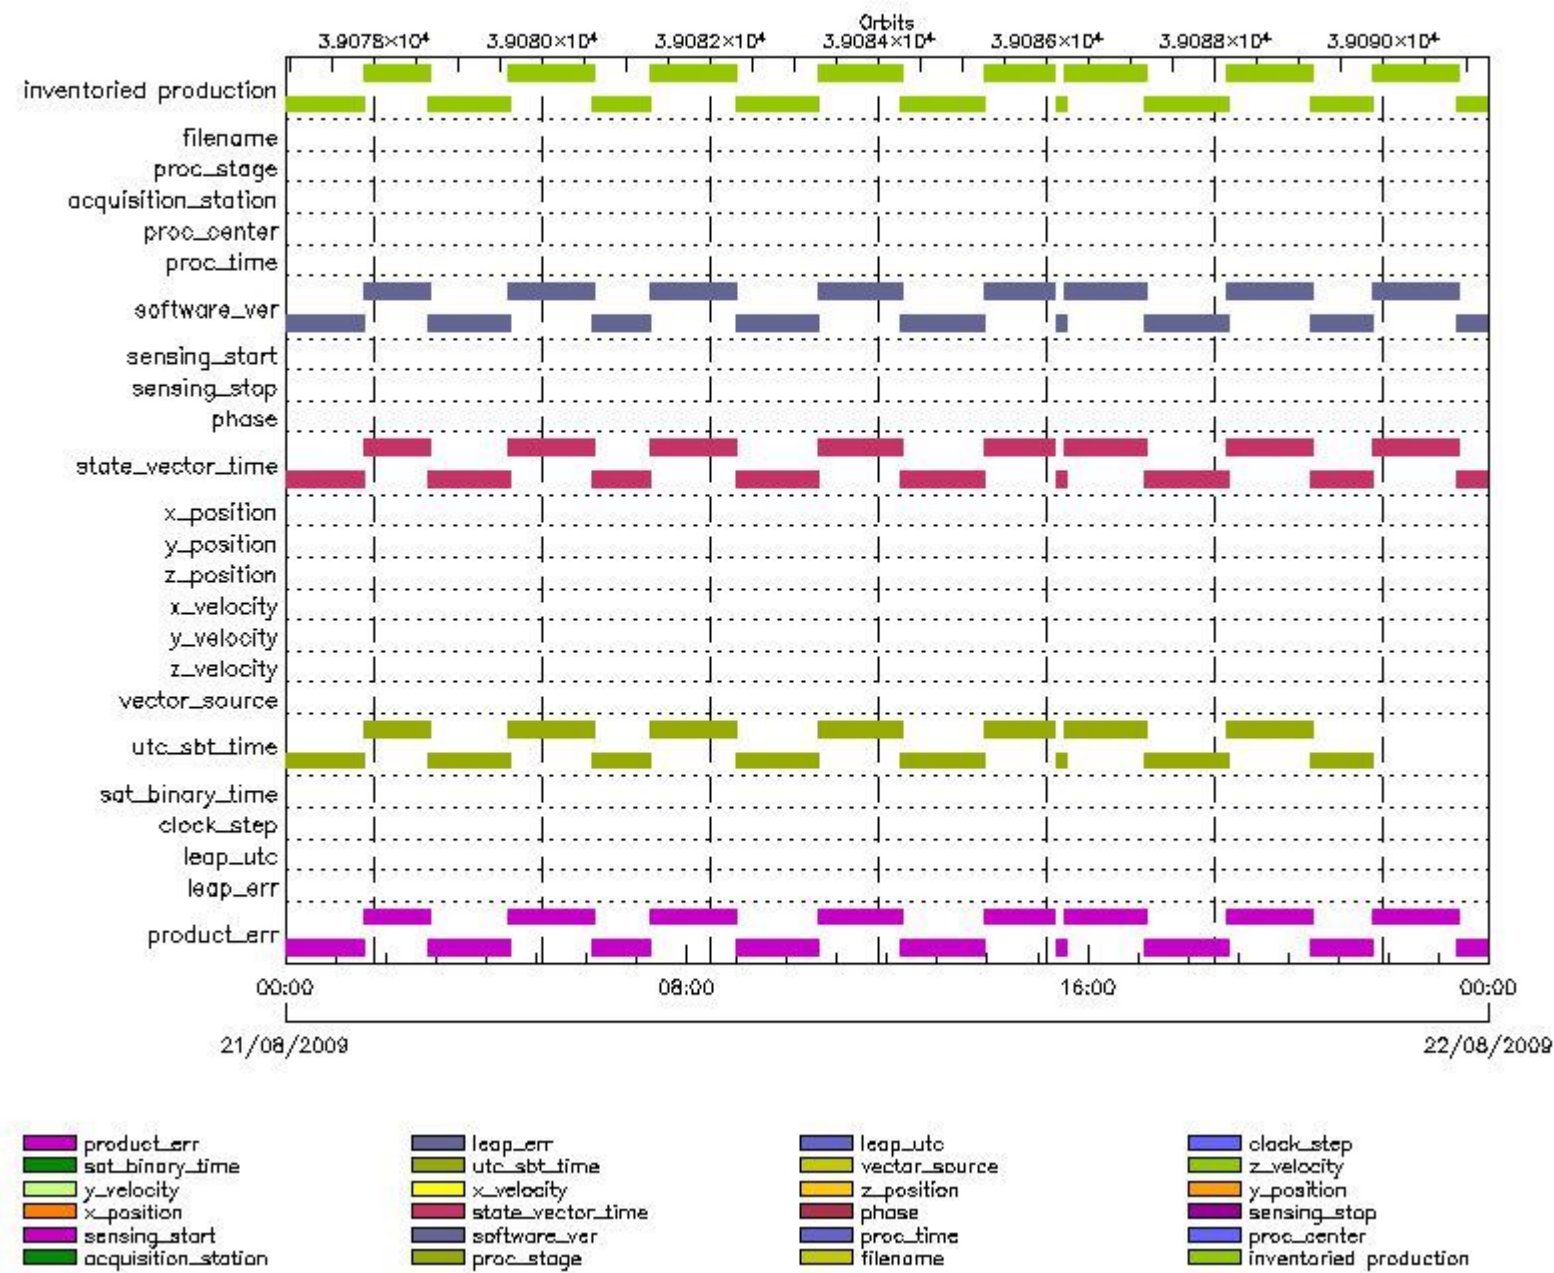 Orbits
3.9078×10⁴ 3.9080×10⁴ 3.9082×10⁴ 3.9084×10⁴ 3.9086×10⁴ 3.9088×10⁴ 3.9090×10⁴
inventoried production
filename
proc_stage
acquisition_station
proc_center
proc_time
software_ver
sensing_start
sensing_stop
phase
state_vector_time
x_position
y_position
z_position
x_velocity
y_velocity
z_velocity
vector_source
utc_sbt_time
sat_binary_time
clock_step
leap_utc
leap_err
product_err
00:00 08:00 16:00 00:00
21/08/2009 22/08/2009
product_err leap_err leap_utc clock_step
sat_binary_time utc_sbt_time vector_source z_velocity
y_velocity x_velocity z_position y_position
x_position state_vector_time phase sensing_stop
sensing_start software_ver proc_time proc_center
acquisition_station proc_stage filename inventoried production